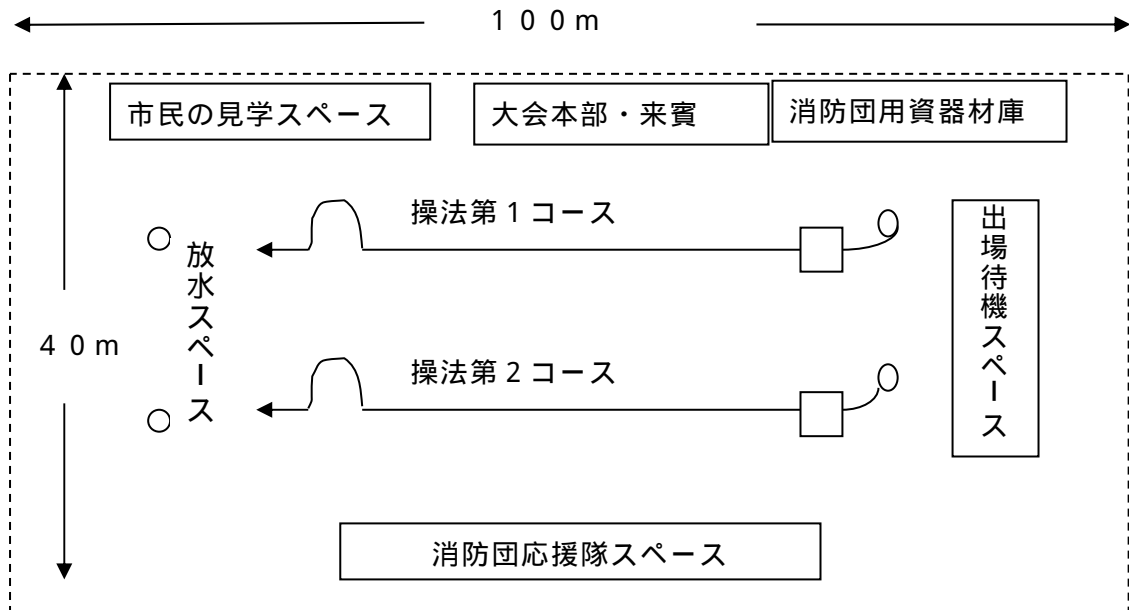 １００ｍ
市民の見学スペース
大会本部・来賓
消防団用資器材庫
操法第１コース
出場待機スペース
放水スペース
４０ｍ
操法第２コース
消防団応援隊スペース